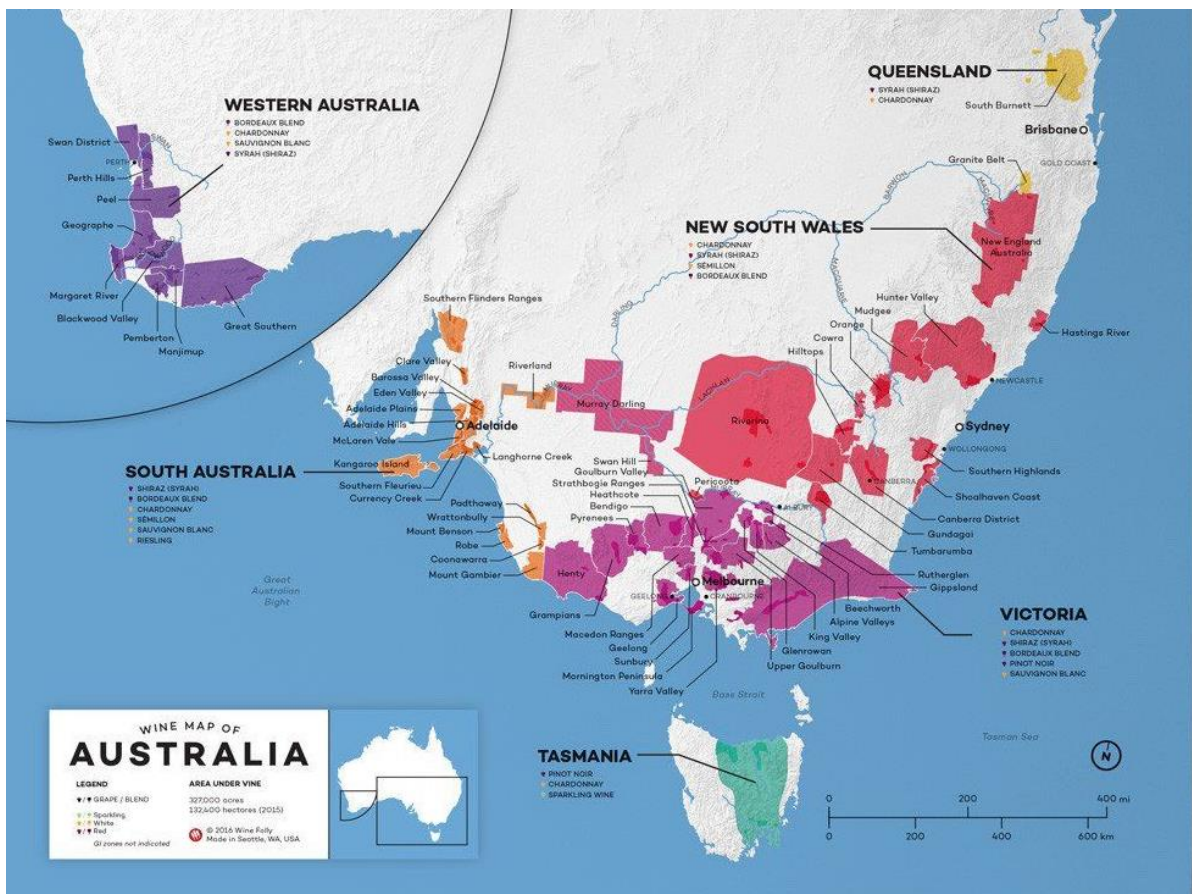 WESTERN AUSTRALIA
BORDEAUX BLEND
CHARDONNAY
SAUVIGNON BLANC
SYRAH (SHIRAZ)
Swan District
SWAN
PERTH
Perth Hills
Peel
Geographe
Margaret River
Blackwood Valley
Pemberton
Manjimup
Great Southern
QUEENSLAND
SYRAH (SHIRAZ)
CHARDONNAY
South Burnett
Brisbane
GOLD COAST
Granite Belt
NEW SOUTH WALES
CHARDONNAY
SYRAH (SHIRAZ)
SÉMILLON
BORDEAUX BLEND
BARWON
MACQUARIE
DARLING
LACHLAN
MURRAY
New England
Australia
Hunter Valley
Mudgee
Orange
Cowra
Hilltops
Hastings River
NEWCASTLE
Sydney
WOLLONGONG
Southern Highlands
Shoalhaven Coast
CANBERRA
Canberra District
Gundagai
Tumbarumba
Riverina
Murray Darling
Swan Hill
Pericoota
ALBURY
Southern Flinders Ranges
Clare Valley
Riverland
Barossa Valley
Eden Valley
Adelaide Plains
Adelaide Hills
Adelaide
McLaren Vale
Langhorne Creek
Kangaroo Island
Southern Fleurieu
Currency Creek
SOUTH AUSTRALIA
SHIRAZ (SYRAH)
BORDEAUX BLEND
CHARDONNAY
SÉMILLON
SAUVIGNON BLANC
RIESLING
Padthaway
Wrattonbully
Mount Benson
Robe
Coonawarra
Mount Gambier
Great
Australian
Bight
Goulburn Valley
Strathbogie Ranges
Heathcote
Bendigo
Pyrenees
Henty
Grampians
Macedon Ranges
Geelong
Sunbury
Mornington Peninsula
Yarra Valley
GEELONG
Melbourne
CRANBOURNE
Upper Goulburn
Glenrowan
King Valley
Alpine Valleys
Beechworth
Gippsland
Rutherglen
VICTORIA
CHARDONNAY
SHIRAZ (SYRAH)
BORDEAUX BLEND
PINOT NOIR
SAUVIGNON BLANC
Base Strait
Tasman Sea
TASMANIA
PINOT NOIR
CHARDONNAY
SPARKLING WINE
N
0 200 400 mi
0 200 400 600 km
WINE MAP OF
AUSTRALIA
LEGEND
/ GRAPE / BLEND
/ Sparkling
/ White
/ Red
GI zones not indicated
AREA UNDER VINE
327,000 acres
132,400 hectares (2015)
© 2016 Wine Folly
Made in Seattle, WA, USA